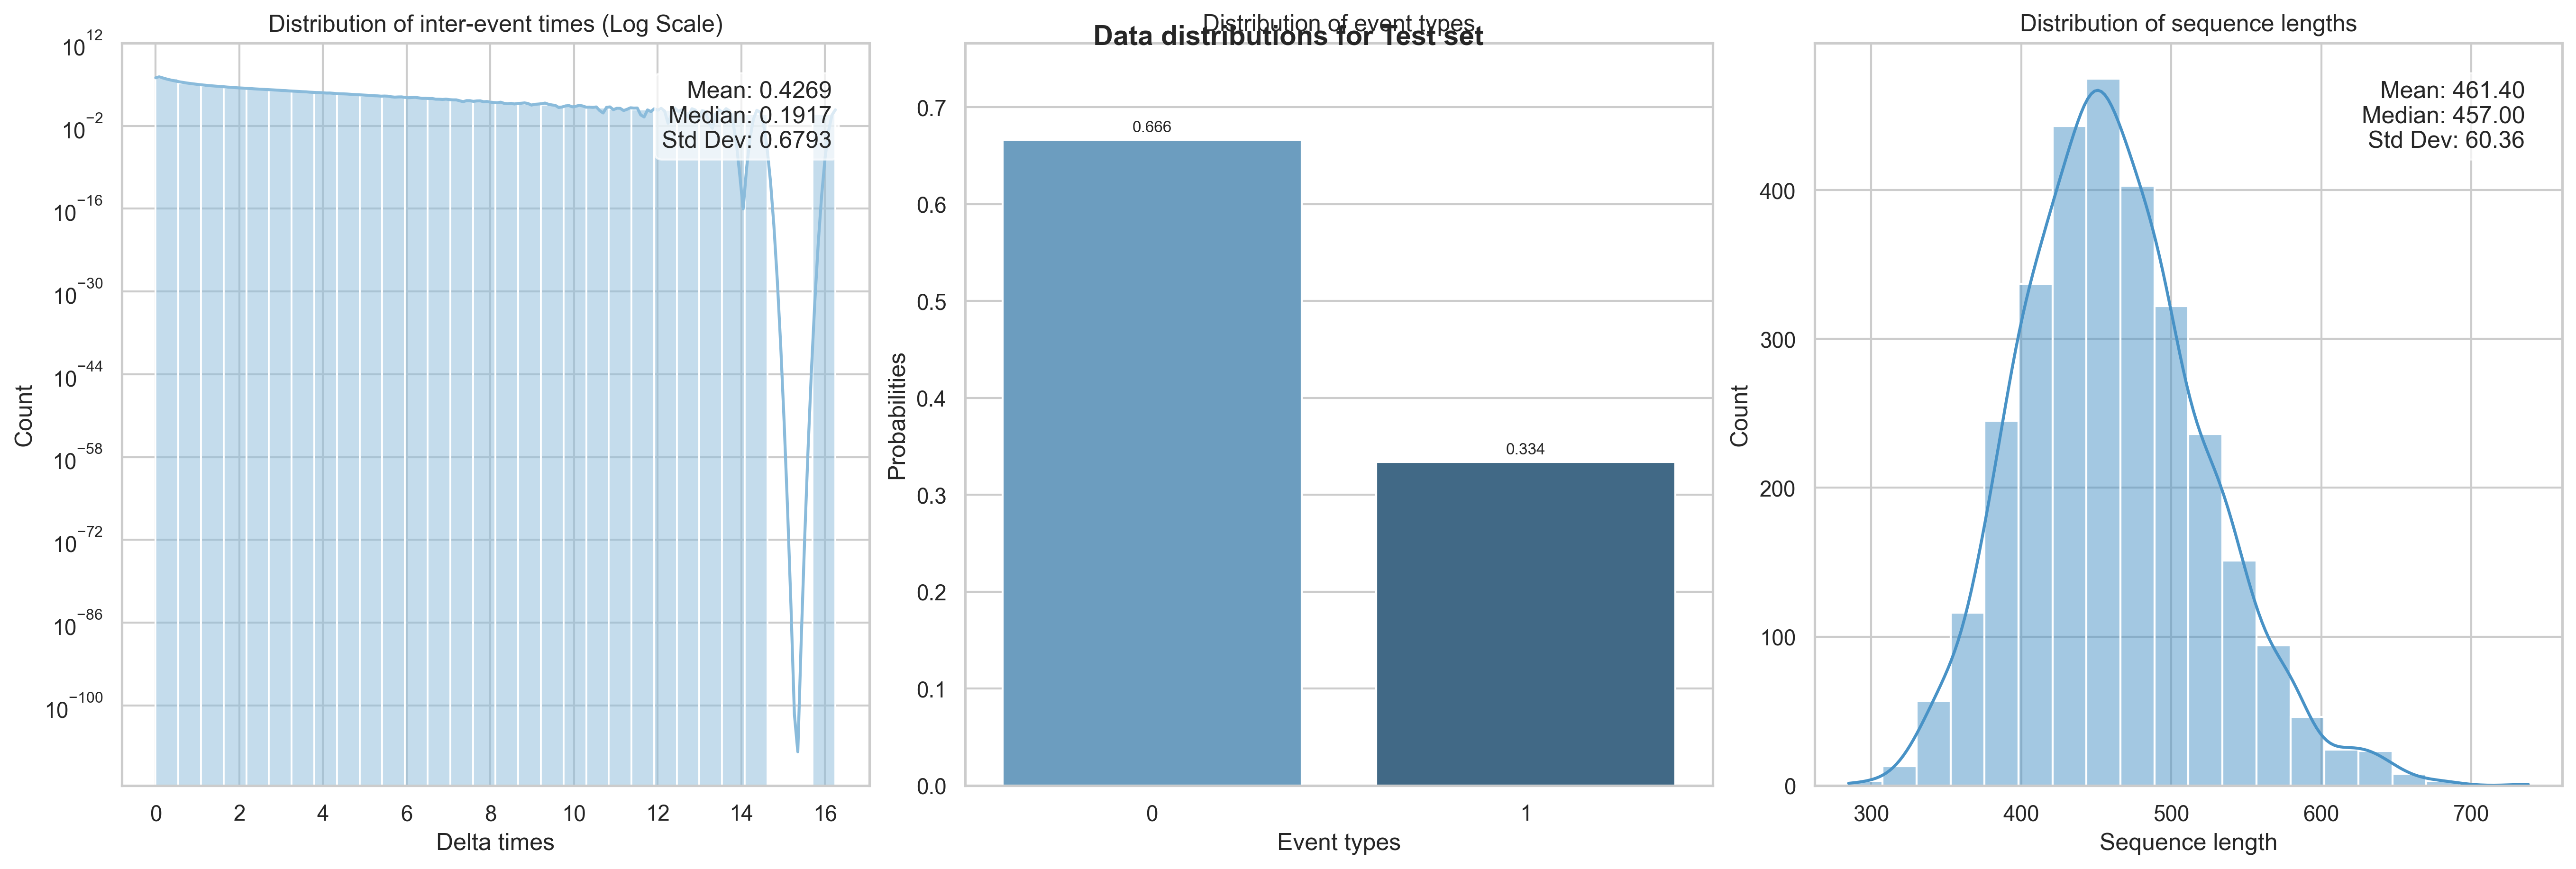 Data distributions for Test set
Distribution of inter-event times (Log Scale)
Mean: 0.4269
Median: 0.1917
Std Dev: 0.6793
Count
10^12
10^−2
10^−16
10^−30
10^−44
10^−58
10^−72
10^−86
10^−100
0 2 4 6 8 10 12 14 16
Delta times
Distribution of event types
Probabilities
0.7
0.6
0.5
0.4
0.3
0.2
0.1
0.0
0.666
0.334
0 1
Event types
Distribution of sequence lengths
Mean: 461.40
Median: 457.00
Std Dev: 60.36
Count
400
300
200
100
0
300 400 500 600 700
Sequence length